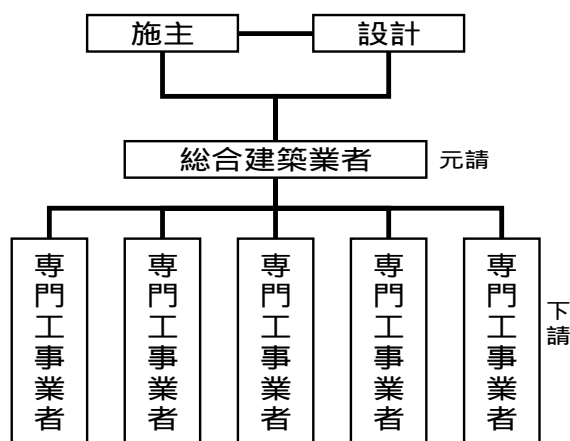 施主
設計
総合建築業者
元請
専門工事業者
専門工事業者
専門工事業者
専門工事業者
専門工事業者
下請